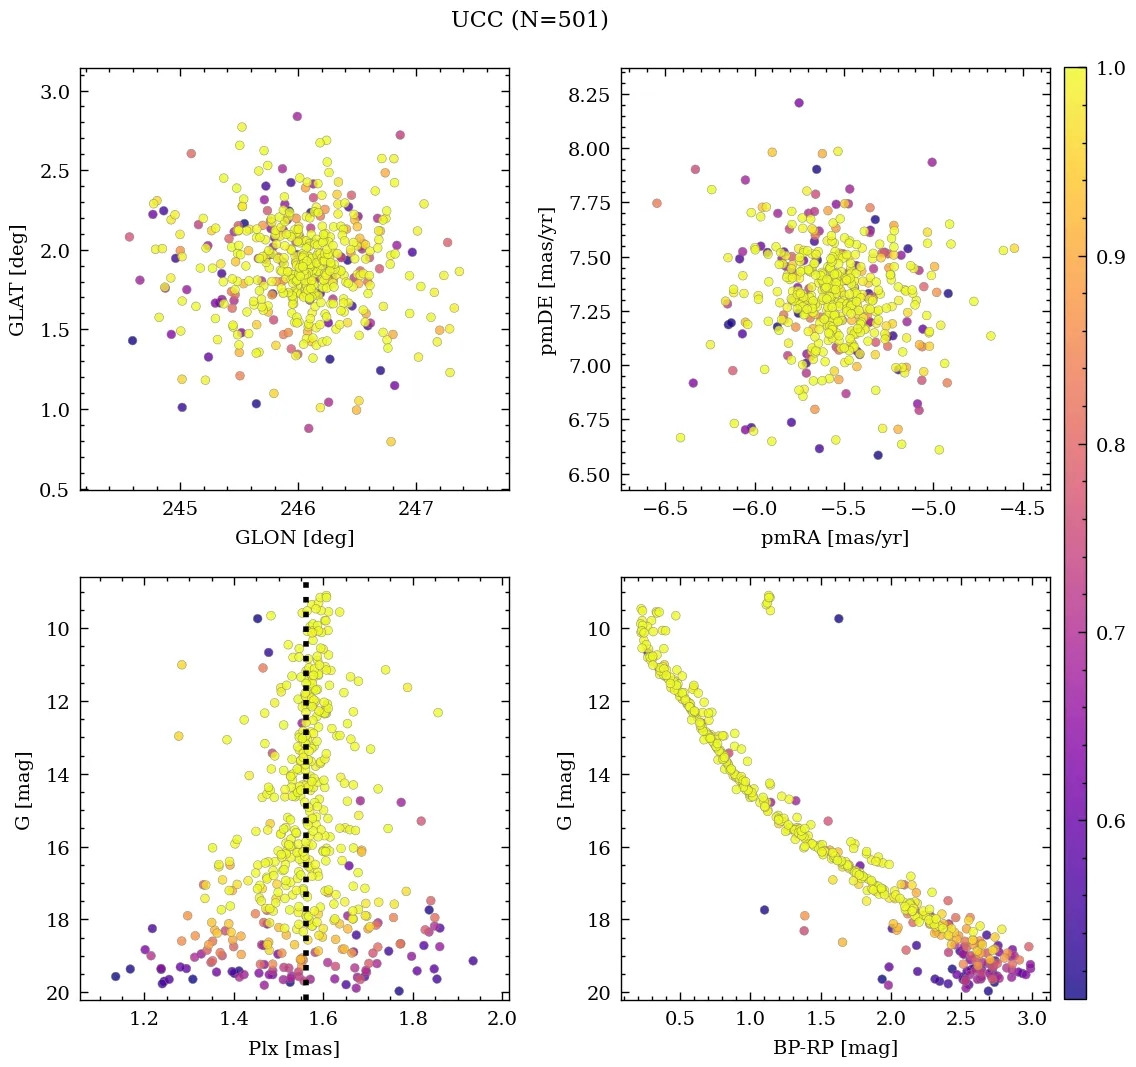 UCC (N=501)
3.0
2.5
2.0
1.5
1.0
0.5
GLAT [deg]
245 246 247
GLON [deg]
8.25
8.00
7.75
7.50
7.25
7.00
6.75
6.50
pmDE [mas/yr]
−6.5 −6.0 −5.5 −5.0 −4.5
pmRA [mas/yr]
10
12
14
16
18
20
G [mag]
1.2 1.4 1.6 1.8 2.0
Plx [mas]
10
12
14
16
18
20
G [mag]
0.5 1.0 1.5 2.0 2.5 3.0
BP-RP [mag]
1.0
0.9
0.8
0.7
0.6